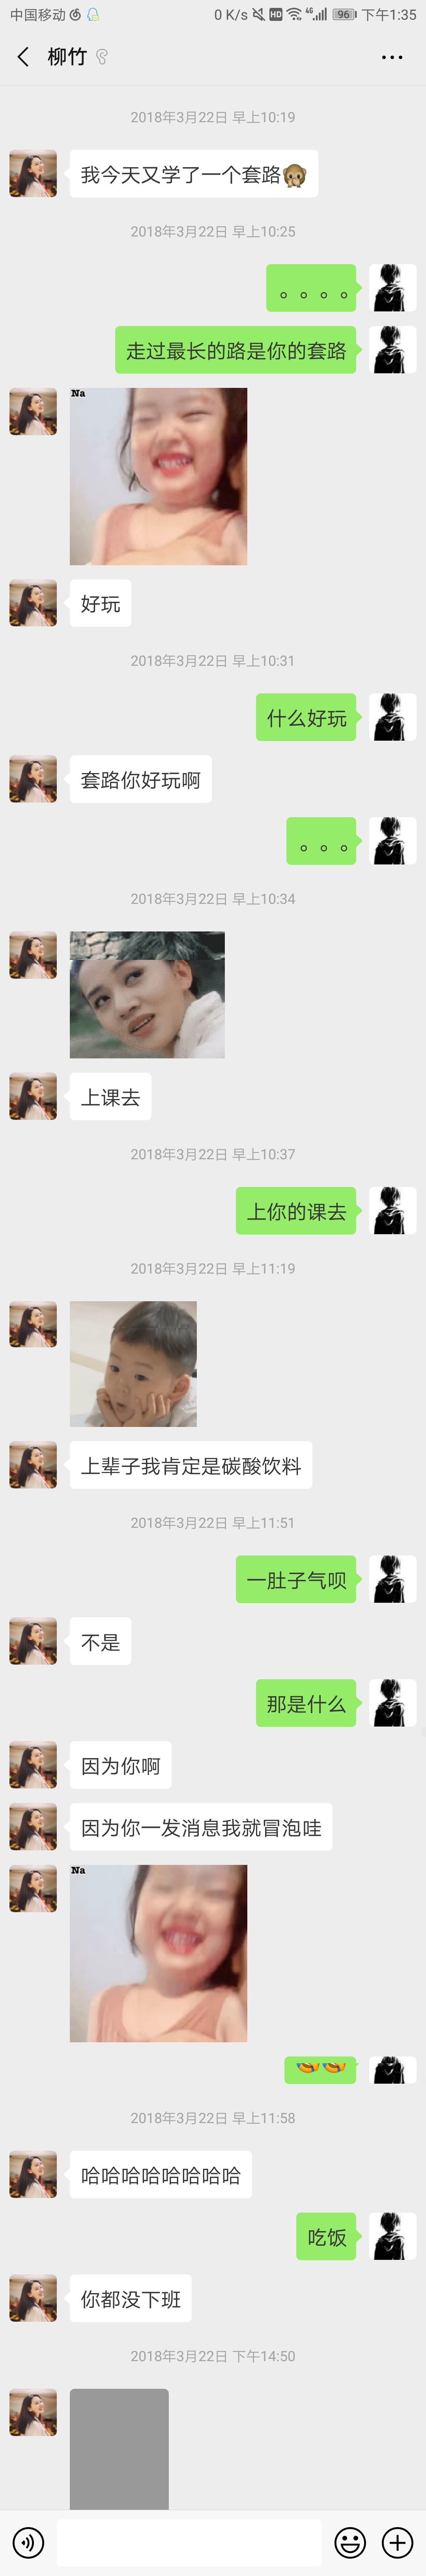 中国移动
0 K/s HD 4G 96 下午1:35
柳竹
2018年3月22日 早上10:19
我今天又学了一个套路🙊
2018年3月22日 早上10:25
。。。。
走过最长的路是你的套路
Na
好玩
2018年3月22日 早上10:31
什么好玩
套路你好玩啊
。。。
2018年3月22日 早上10:34
上课去
2018年3月22日 早上10:37
上你的课去
2018年3月22日 早上11:19
上辈子我肯定是碳酸饮料
2018年3月22日 早上11:51
一肚子气呗
不是
那是什么
因为你啊
因为你一发消息我就冒泡哇
Na
2018年3月22日 早上11:58
哈哈哈哈哈哈哈哈
吃饭
你都没下班
2018年3月22日 下午14:50